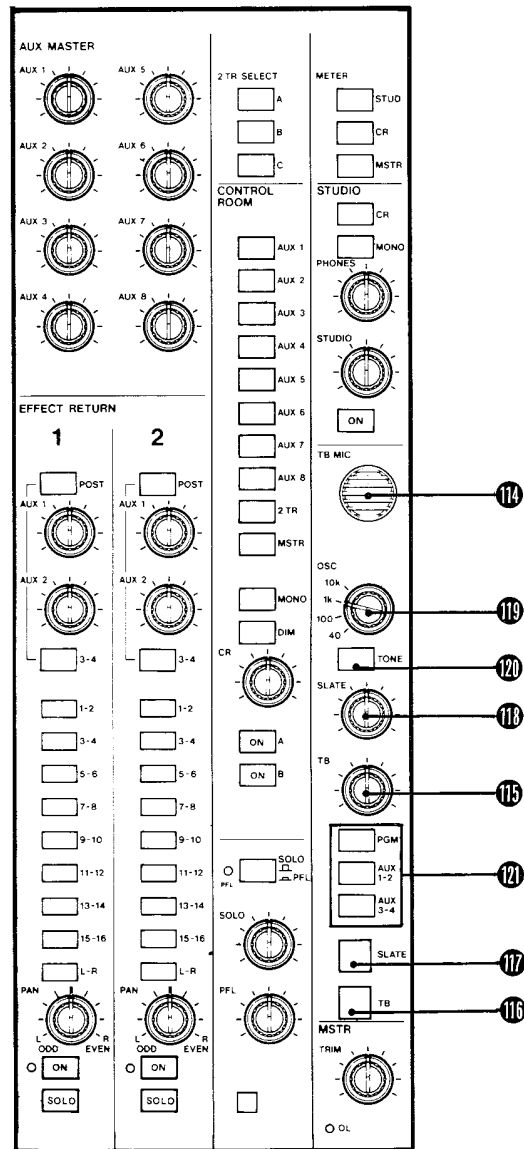 AUX MASTER
AUX 1
AUX 5
AUX 2
AUX 6
AUX 3
AUX 7
AUX 4
AUX 8
EFFECT RETURN
1
POST
AUX 1
AUX 2
3-4
1-2
3-4
5-6
7-8
9-10
11-12
13-14
15-16
L-R
PAN
L
R
ODD
EVEN
ON
SOLO
2
POST
AUX 1
AUX 2
3-4
1-2
3-4
5-6
7-8
9-10
11-12
13-14
15-16
L-R
PAN
L
R
ODD
EVEN
ON
SOLO
2 TR SELECT
A
B
C
CONTROL
ROOM
AUX 1
AUX 2
AUX 3
AUX 4
AUX 5
AUX 6
AUX 7
AUX 8
2 TR
MSTR
MONO
DIM
CR
ON A
ON B
SOLO
PFL
PFL
SOLO
PFL
METER
STUD
CR
MSTR
STUDIO
CR
MONO
PHONES
STUDIO
ON
TB MIC
114
OSC
10k
1k
100
40
119
TONE
120
SLATE
118
TB
115
PGM
AUX
1-2
AUX
3-4
121
SLATE
117
TB
116
MSTR
TRIM
OL